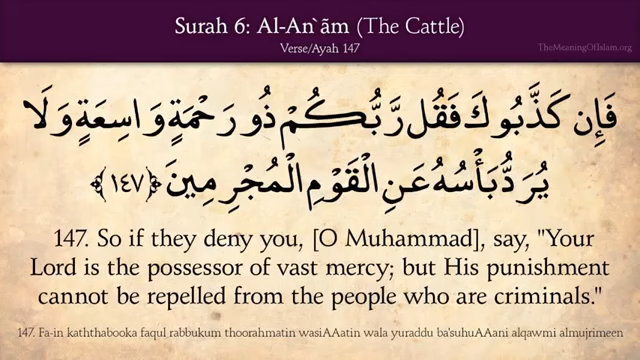 Surah 6: Al-An`ãm (The Cattle)
Verse/Ayah 147
TheMeaningOfIslam.org
فَإِن كَذَّبُوكَ فَقُل رَّبُّكُمْ ذُو رَحْمَةٍ وَاسِعَةٍ وَلَا
يُرَدُّ بَأْسُهُ عَنِ الْقَوْمِ الْمُجْرِمِينَ ﴿١٤٧﴾
147. So if they deny you, [O Muhammad], say, "Your
Lord is the possessor of vast mercy; but His punishment
cannot be repelled from the people who are criminals."
147. Fa-in kaththabooka faqul rabbukum thoorahmatin wasiAAatin wala yuraddu ba'suhuAAani alqawmi almujrimeen